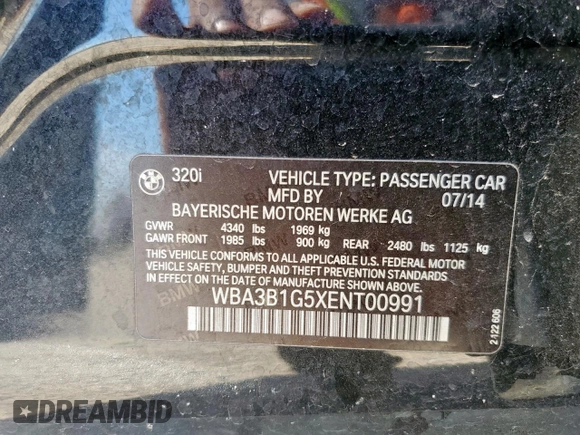 320i VEHICLE TYPE: PASSENGER CAR
MFD BY 07/14
BAYERISCHE MOTOREN WERKE AG
GVWR 4340 lbs 1969 kg
GAWR FRONT 1985 lbs 900 kg REAR 2480 lbs 1125 kg
THIS VEHICLE CONFORMS TO ALL APPLICABLE U.S. FEDERAL MOTOR
VEHICLE SAFETY, BUMPER AND THEFT PREVENTION STANDARDS
IN EFFECT ON THE DATE OF MANUFACTURE SHOWN ABOVE.
WBA3B1G5XENT00991
2 122 606
DREAMBID